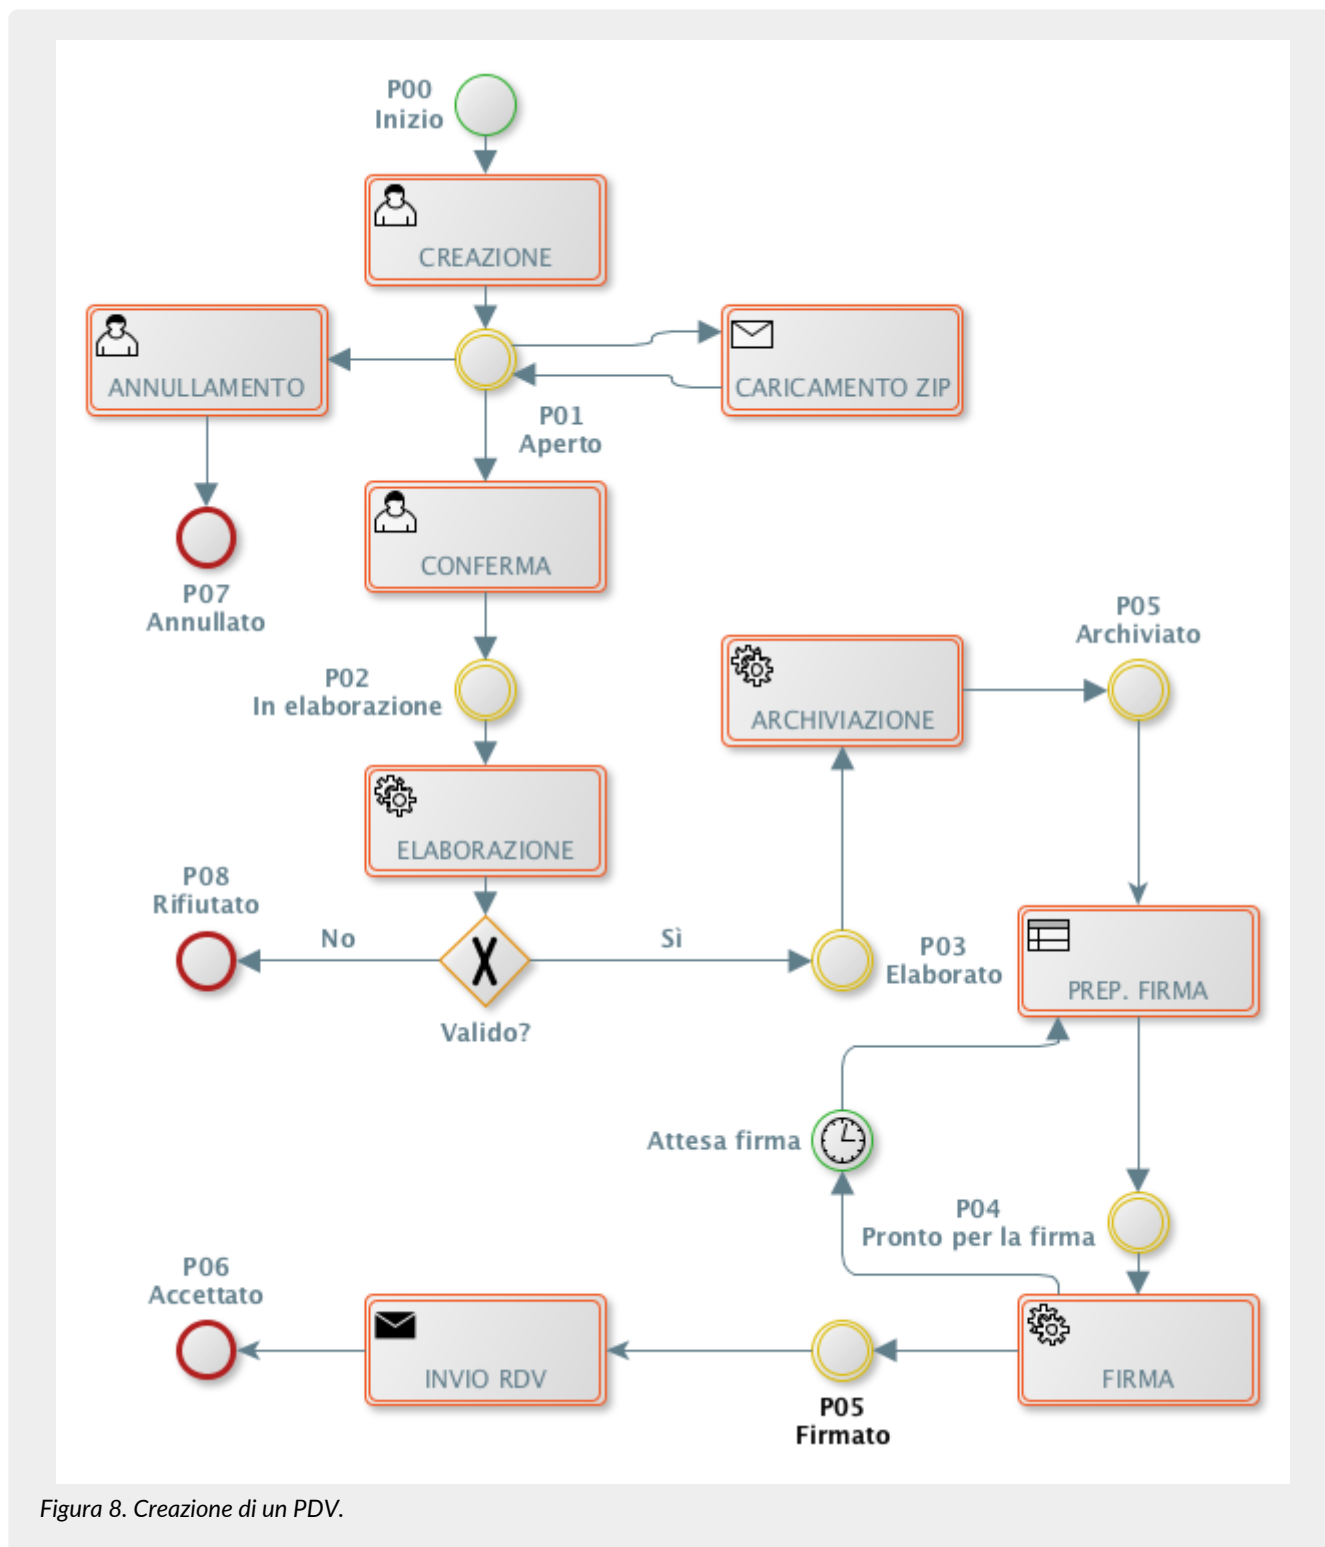 P00
Inizio
CREAZIONE
ANNULLAMENTO
CARICAMENTO ZIP
P01
Aperto
CONFERMA
P07
Annullato
P02
In elaborazione
ARCHIVIAZIONE
P05
Archiviato
ELABORAZIONE
P08
Rifiutato
No
Sì
Valido?
P03
Elaborato
PREP. FIRMA
Attesa firma
P04
Pronto per la firma
P06
Accettato
INVIO RDV
P05
Firmato
FIRMA
Figura 8. Creazione di un PDV.